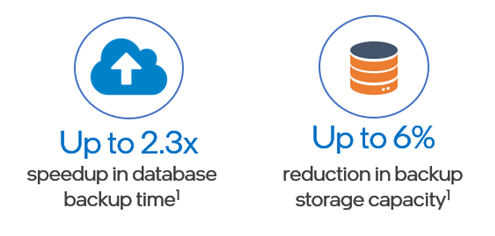 Up to 2.3x
speedup in database
backup time¹
Up to 6%
reduction in backup
storage capacity¹